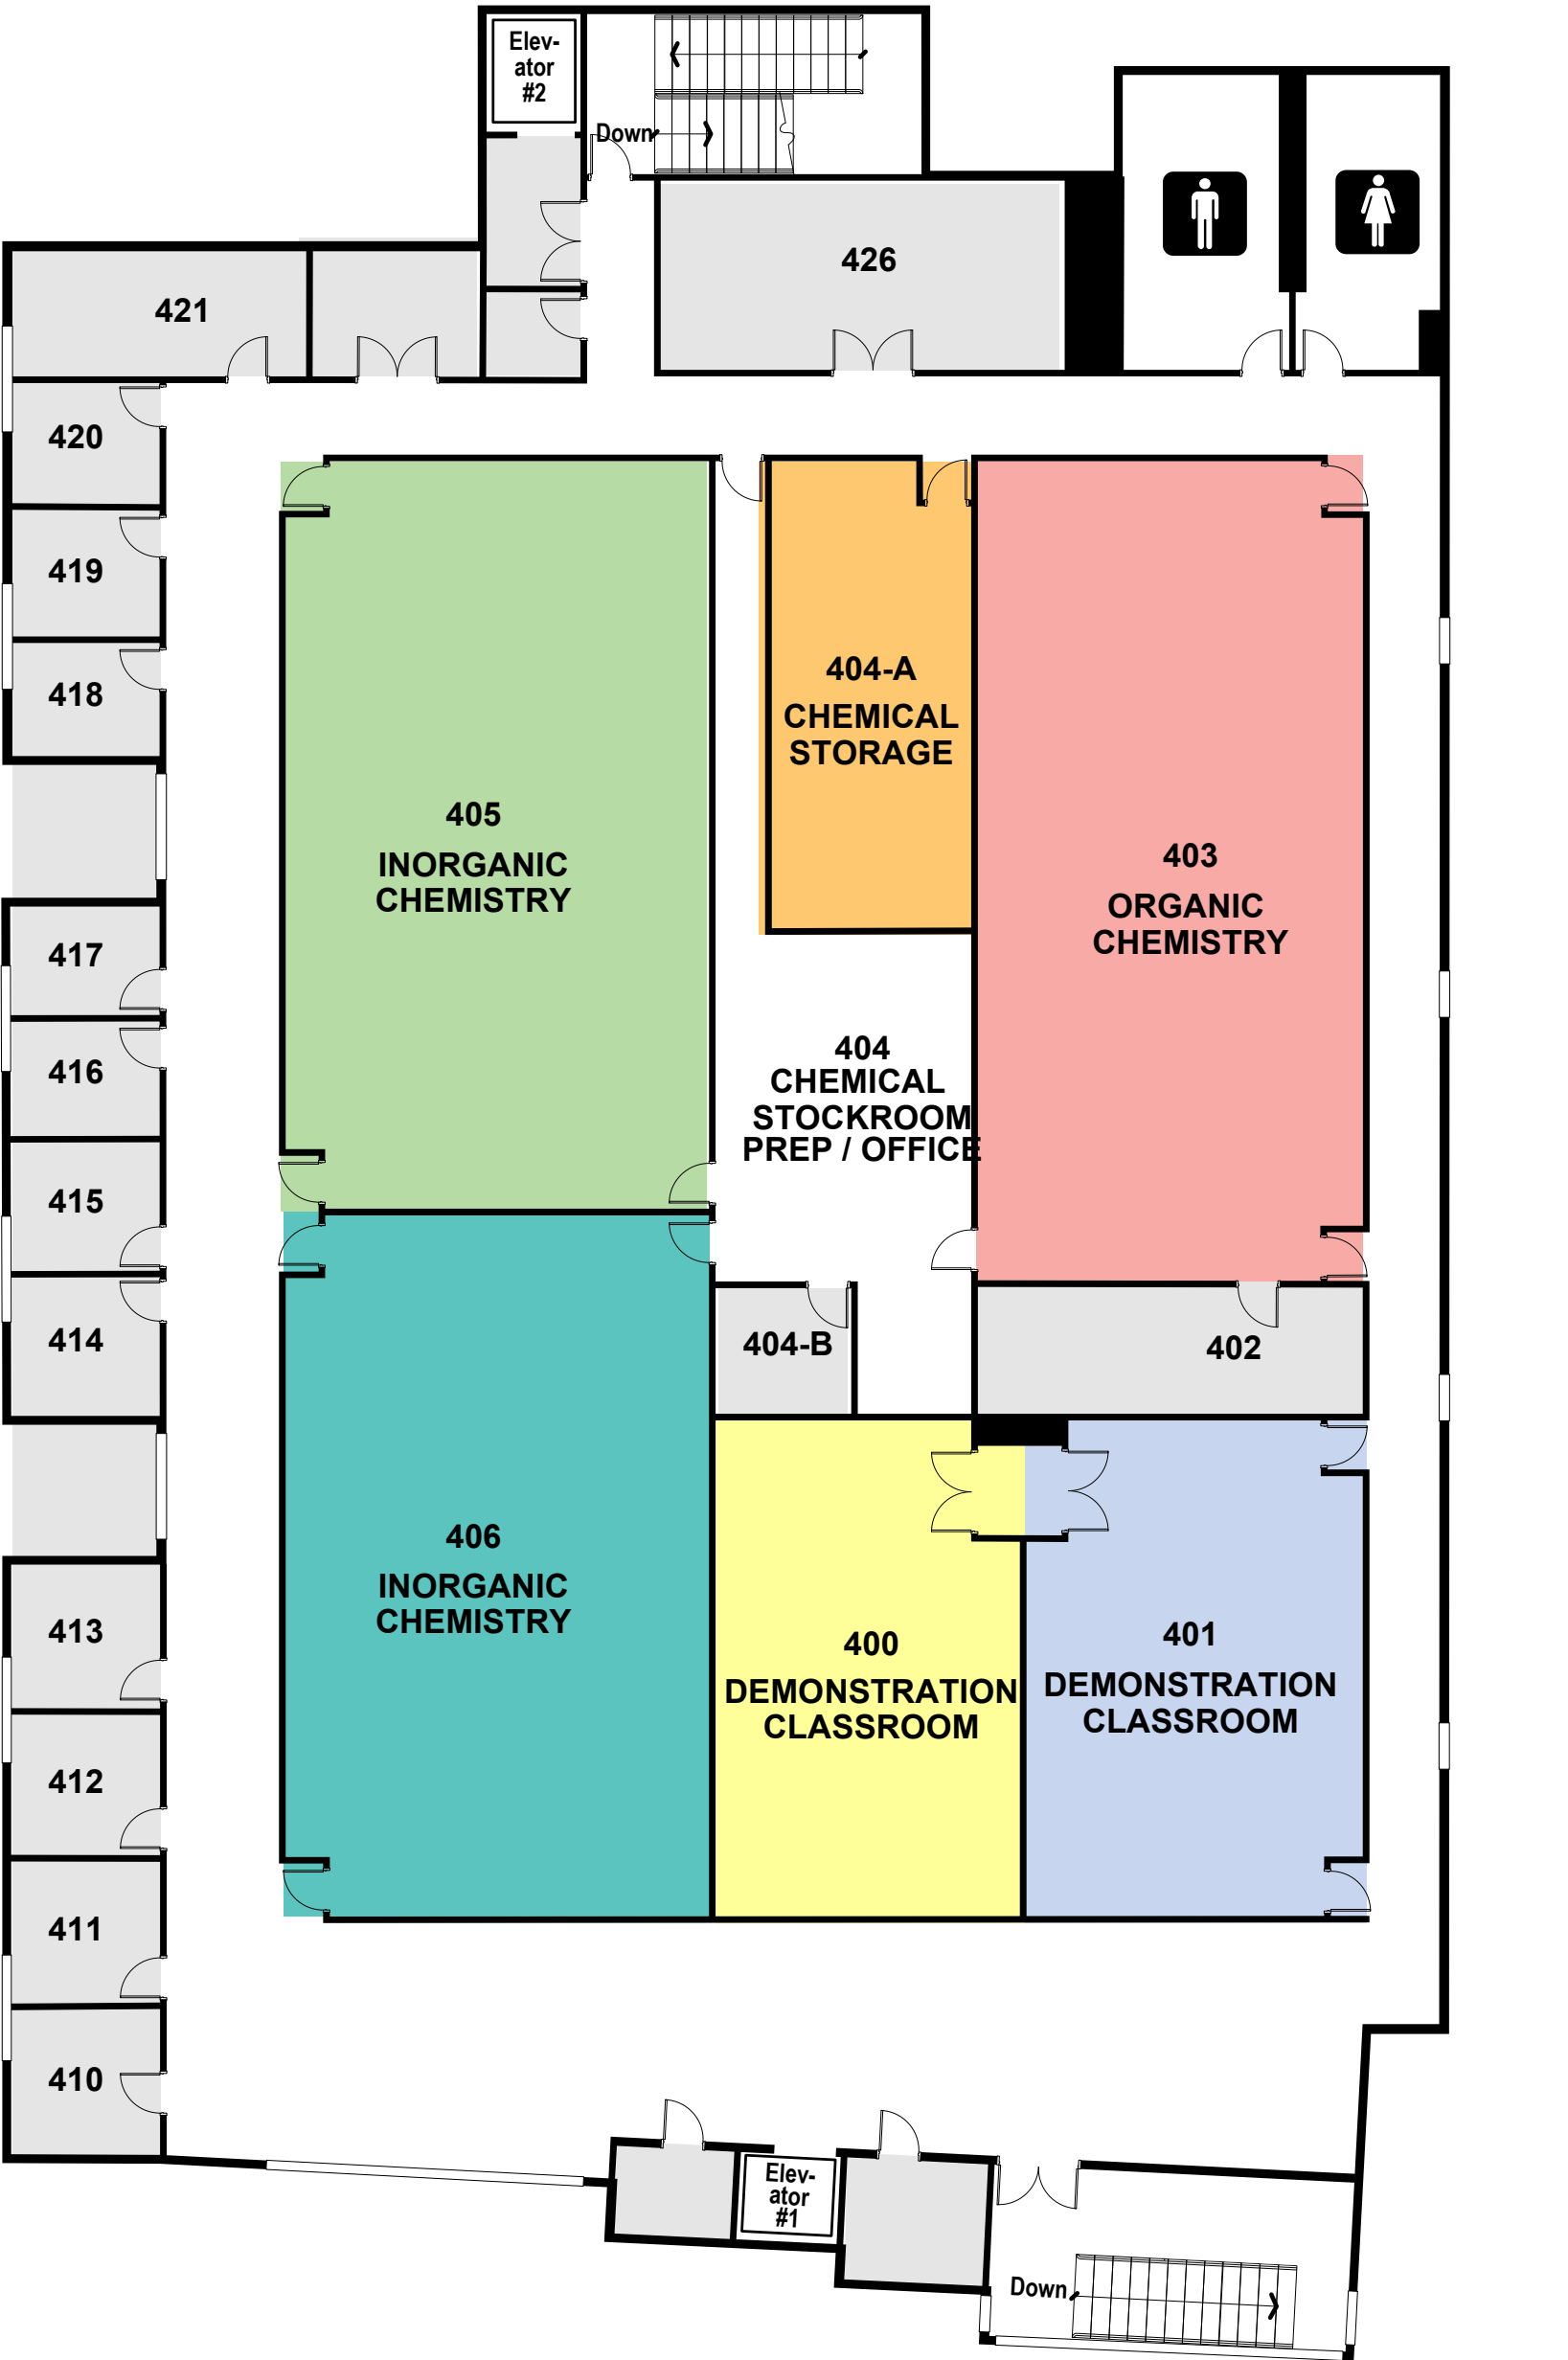 Elev-
ator
#2
Down
426
421
420
419
418
404-A
CHEMICAL
STORAGE
405
INORGANIC
CHEMISTRY
403
ORGANIC
CHEMISTRY
417
416
404
CHEMICAL
STOCKROOM
PREP / OFFICE
415
414
404-B
402
406
INORGANIC
CHEMISTRY
413
400
DEMONSTRATION
CLASSROOM
401
DEMONSTRATION
CLASSROOM
412
411
410
Elev-
ator
#1
Down